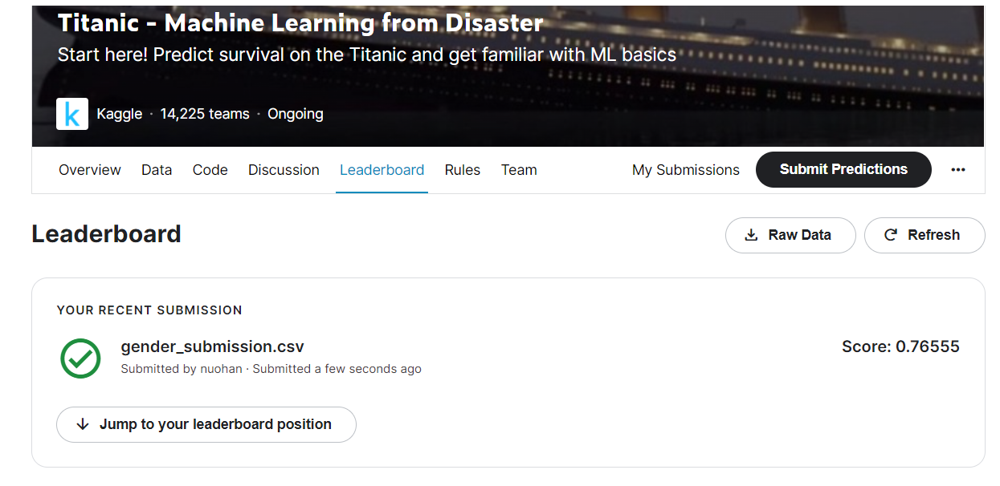 Titanic - Machine Learning from Disaster
Start here! Predict survival on the Titanic and get familiar with ML basics
k Kaggle · 14,225 teams · Ongoing
Overview Data Code Discussion Leaderboard Rules Team My Submissions Submit Predictions ...
Leaderboard Raw Data Refresh
YOUR RECENT SUBMISSION
gender_submission.csv Score: 0.76555
Submitted by nuohan · Submitted a few seconds ago
Jump to your leaderboard position